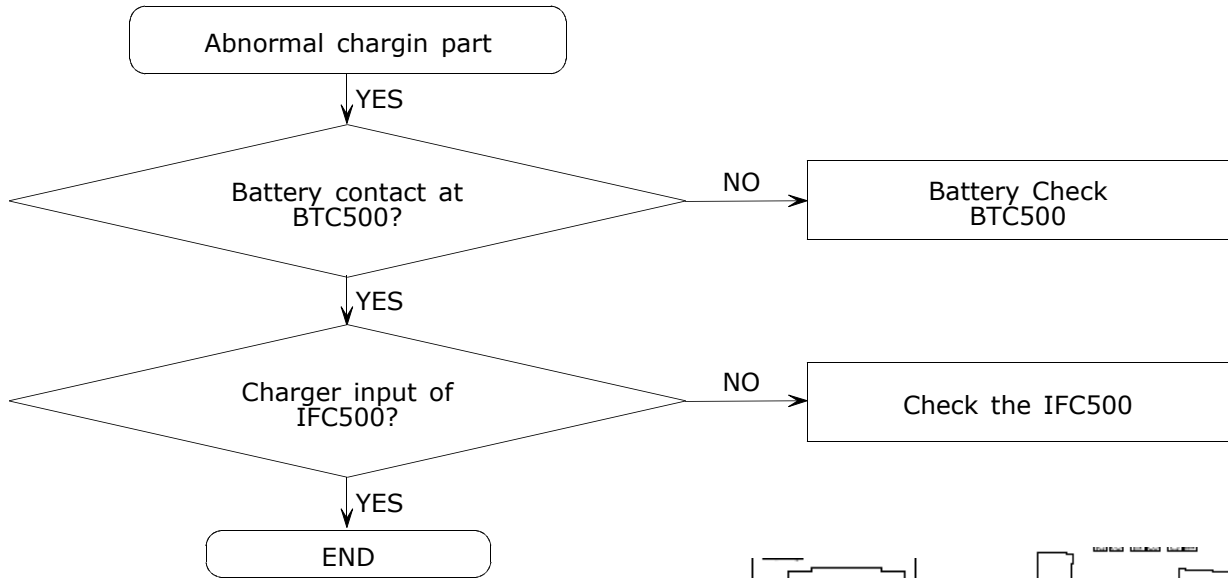 Abnormal chargin part
YES
Battery contact at
BTC500?
NO
Battery Check
BTC500
YES
Charger input of
IFC500?
NO
Check the IFC500
YES
END